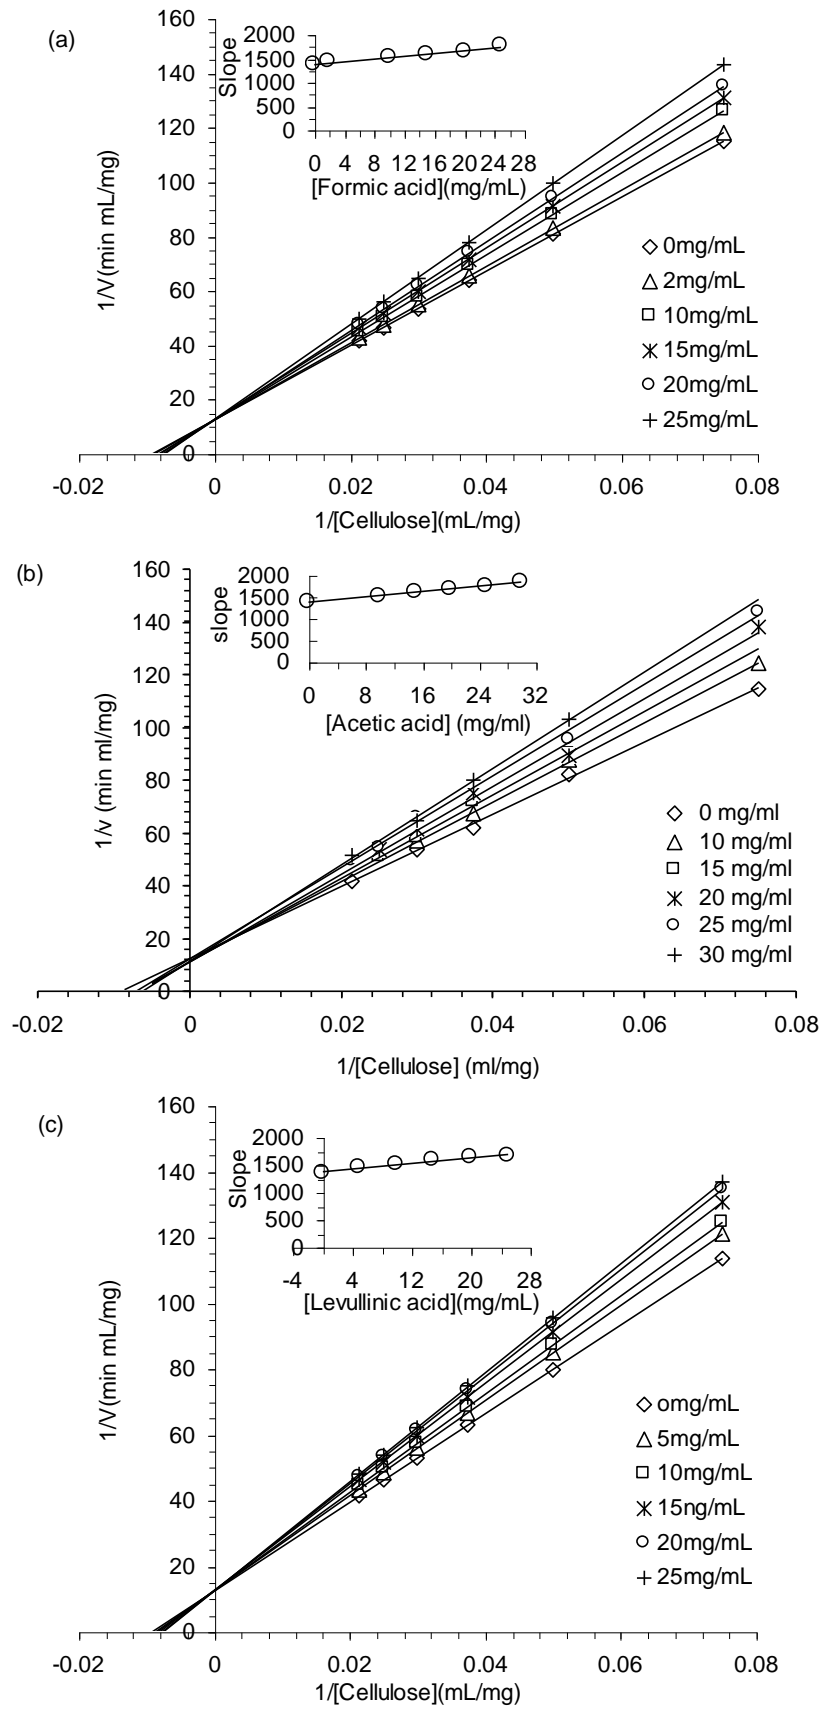 (a)
160
140
120
100
80
60
40
20
0
1/V(min mL/mg)
-0.02 0 0.02 0.04 0.06 0.08
1/[Cellulose](mL/mg)
Slope
2000
1500
1000
500
0
0 4 8 12 16 20 24 28
[Formic acid](mg/mL)
0mg/mL
2mg/mL
10mg/mL
15mg/mL
20mg/mL
25mg/mL
(b)
160
140
120
100
80
60
40
20
0
1/v (min ml/mg)
-0.02 0 0.02 0.04 0.06 0.08
1/[Cellulose] (ml/mg)
slope
2000
1500
1000
500
0
0 8 16 24 32
[Acetic acid] (mg/ml)
0 mg/ml
10 mg/ml
15 mg/ml
20 mg/ml
25 mg/ml
30 mg/ml
(c)
160
140
120
100
80
60
40
20
0
1/V(min mL/mg)
-0.02 0 0.02 0.04 0.06 0.08
1/[Cellulose](mL/mg)
Slope
2000
1500
1000
500
0
-4 4 12 20 28
[Levullinic acid](mg/mL)
omg/mL
5mg/mL
10mg/mL
15ng/mL
20mg/mL
25mg/mL